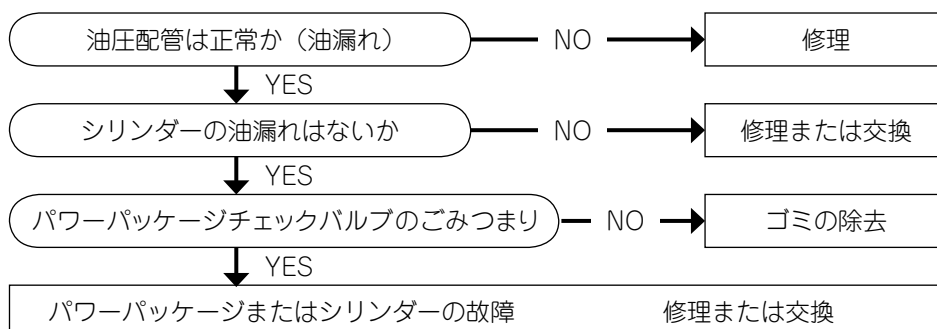 油圧配管は正常か（油漏れ） NO 修理
YES
シリンダーの油漏れはないか NO 修理または交換
YES
パワーパッケージチェックバルブのごみつまり NO ゴミの除去
YES
パワーパッケージまたはシリンダーの故障 修理または交換